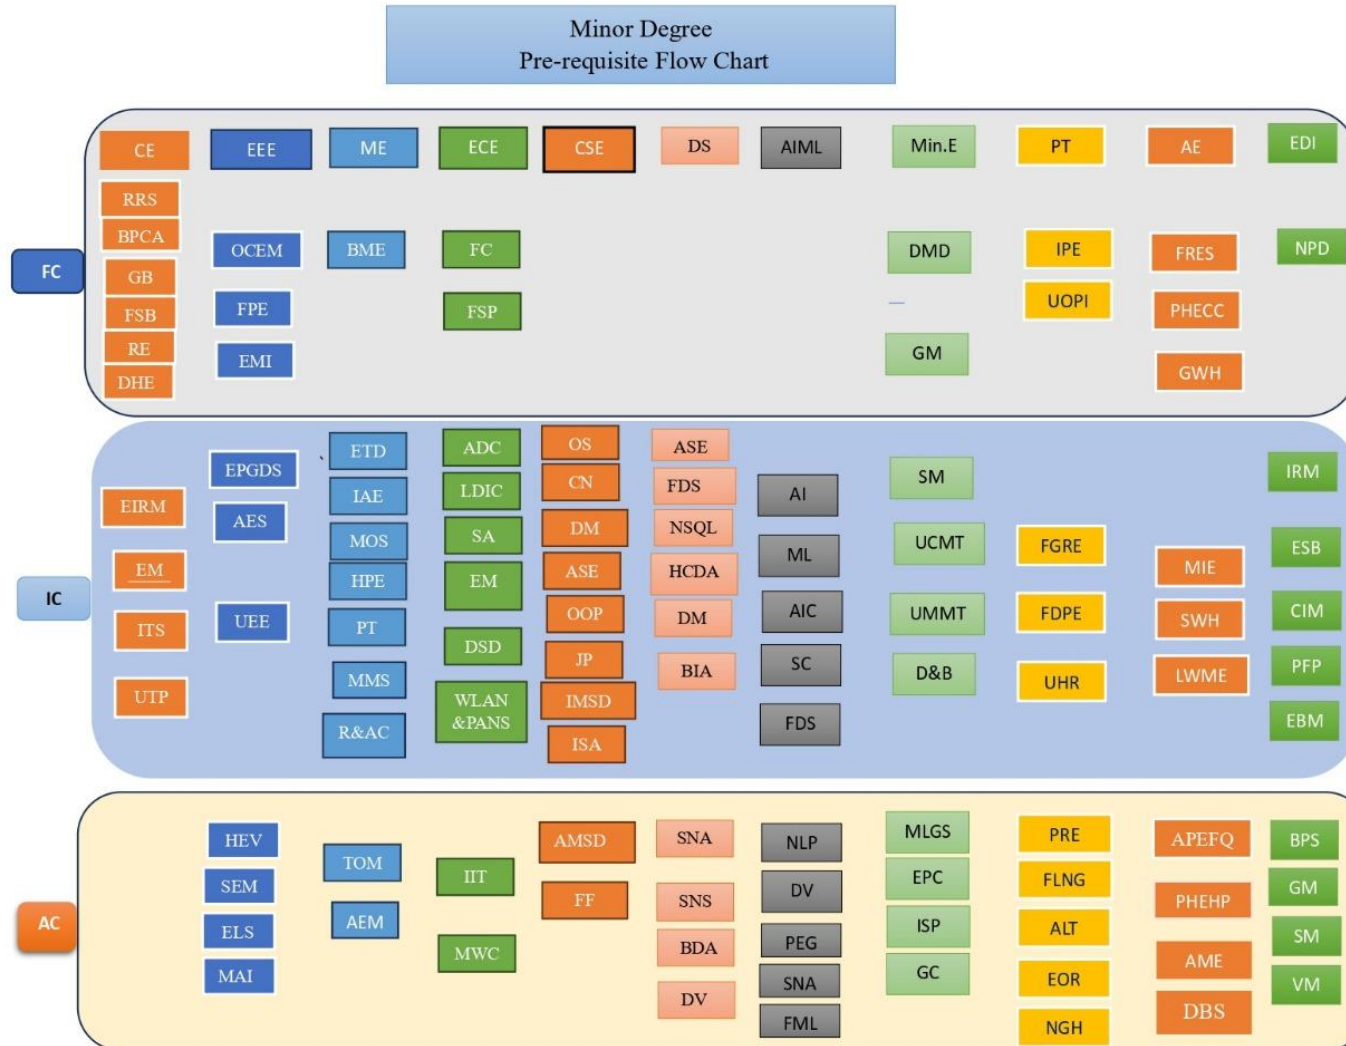 Minor Degree
Pre-requisite Flow Chart
CE EEE ME ECE CSE DS AIML Min.E PT AE EDI
RRS
BPCA OCEM BME FC DMD IPE FRES NPD
FC
GB
FSB FPE FSP — UOPI PHECC
RE EMI GM
DHE GWH
ETD ADC OS ASE
EPGDS SM IRM
IAE LDIC CN FDS AI
EIRM
AES MOS SA DM NSQL UCMT FGRE ESB
ML
EM HPE EM ASE HCDA MIE
IC
ITS UEE PT OOP DM AIC UMMT FDPE SWH CIM
DSD JP BIA SC D&B UHR LWME PFP
UTP MMS IMSD
WLAN
&PANS
R&AC ISA FDS EBM
HEV AMSD SNA NLP MLGS PRE APEFQ BPS
TOM IIT
SEM FF SNS DV EPC FLNG PHEHP GM
AC
ELS AEM BDA PEG ISP ALT SM
MWC
MAI DV SNA GC EOR AME VM
FML NGH DBS